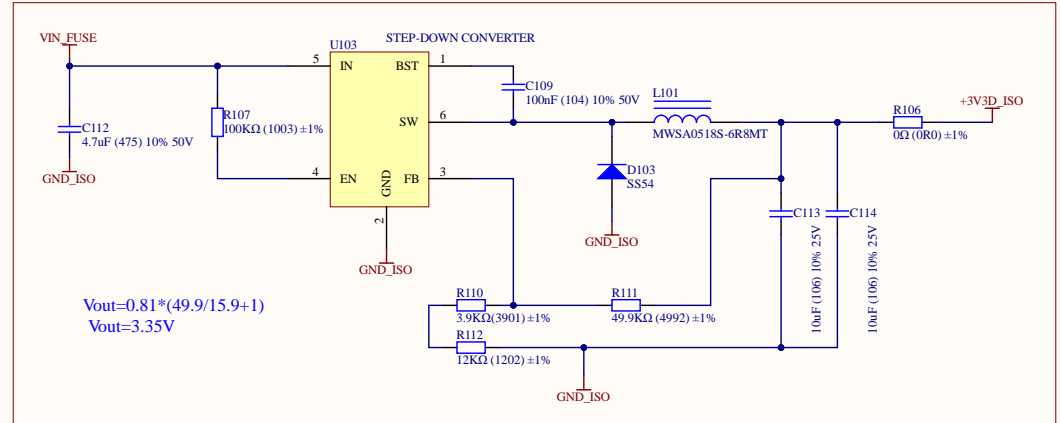 VIN_FUSE
U103
STEP-DOWN CONVERTER
5
IN
BST
1
C109
100nF (104) 10% 50V
L101
MWSA0518S-6R8MT
R106
0Ω (0R0) ±1%
+3V3D_ISO
R107
100KΩ (1003) ±1%
C112
4.7uF (475) 10% 50V
GND_ISO
SW
6
4
EN
GND
FB
3
2
GND_ISO
D103
SS54
GND_ISO
C113
10uF (106) 10% 25V
C114
10uF (106) 10% 25V
R110
3.9KΩ(3901) ±1%
R111
49.9KΩ (4992) ±1%
R112
12KΩ (1202) ±1%
GND_ISO
Vout=0.81*(49.9/15.9+1)
Vout=3.35V